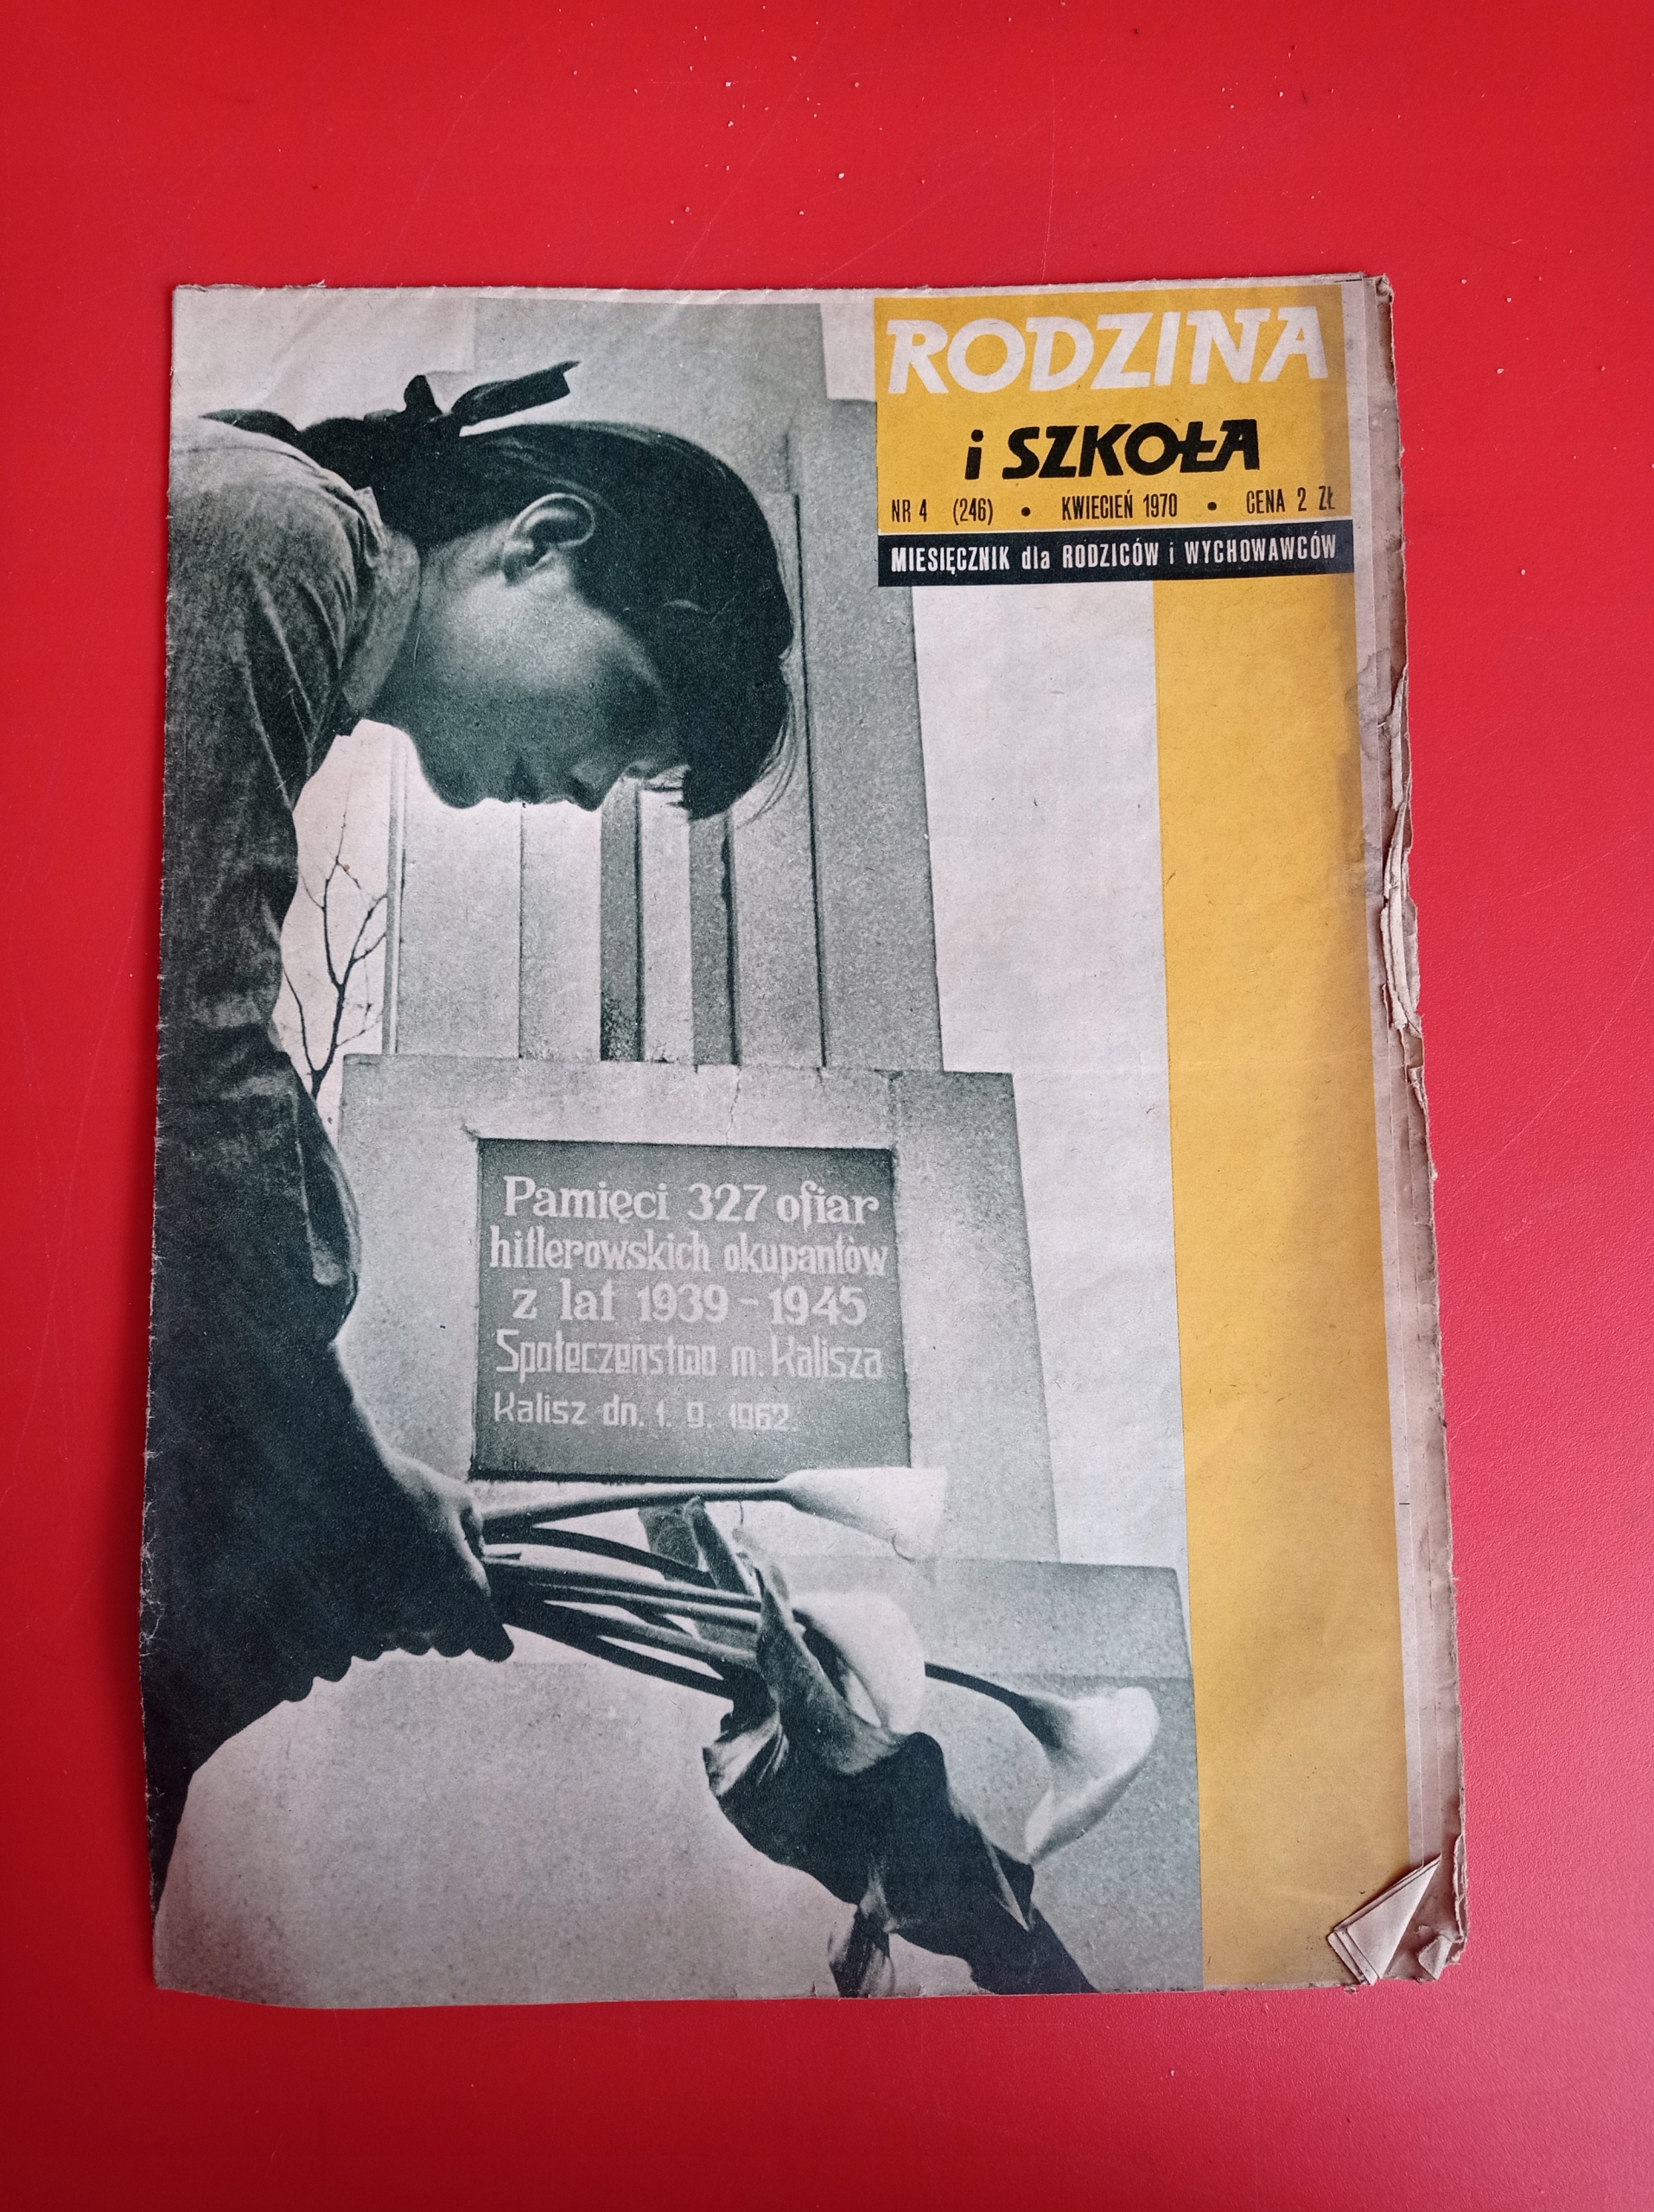 RODZINA
i SZKOŁA
NR 4 (246) • KWIECIEŃ 1970 • CENA 2 ZŁ
MIESIĘCZNIK dla RODZICÓW i WYCHOWAWCÓW
Pamięci 327 ofiar
hitlerowskich okupantów
z lat 1939-1945
Społeczeństwo m. Kalisza
Kalisz dn. 1. 9. 1962